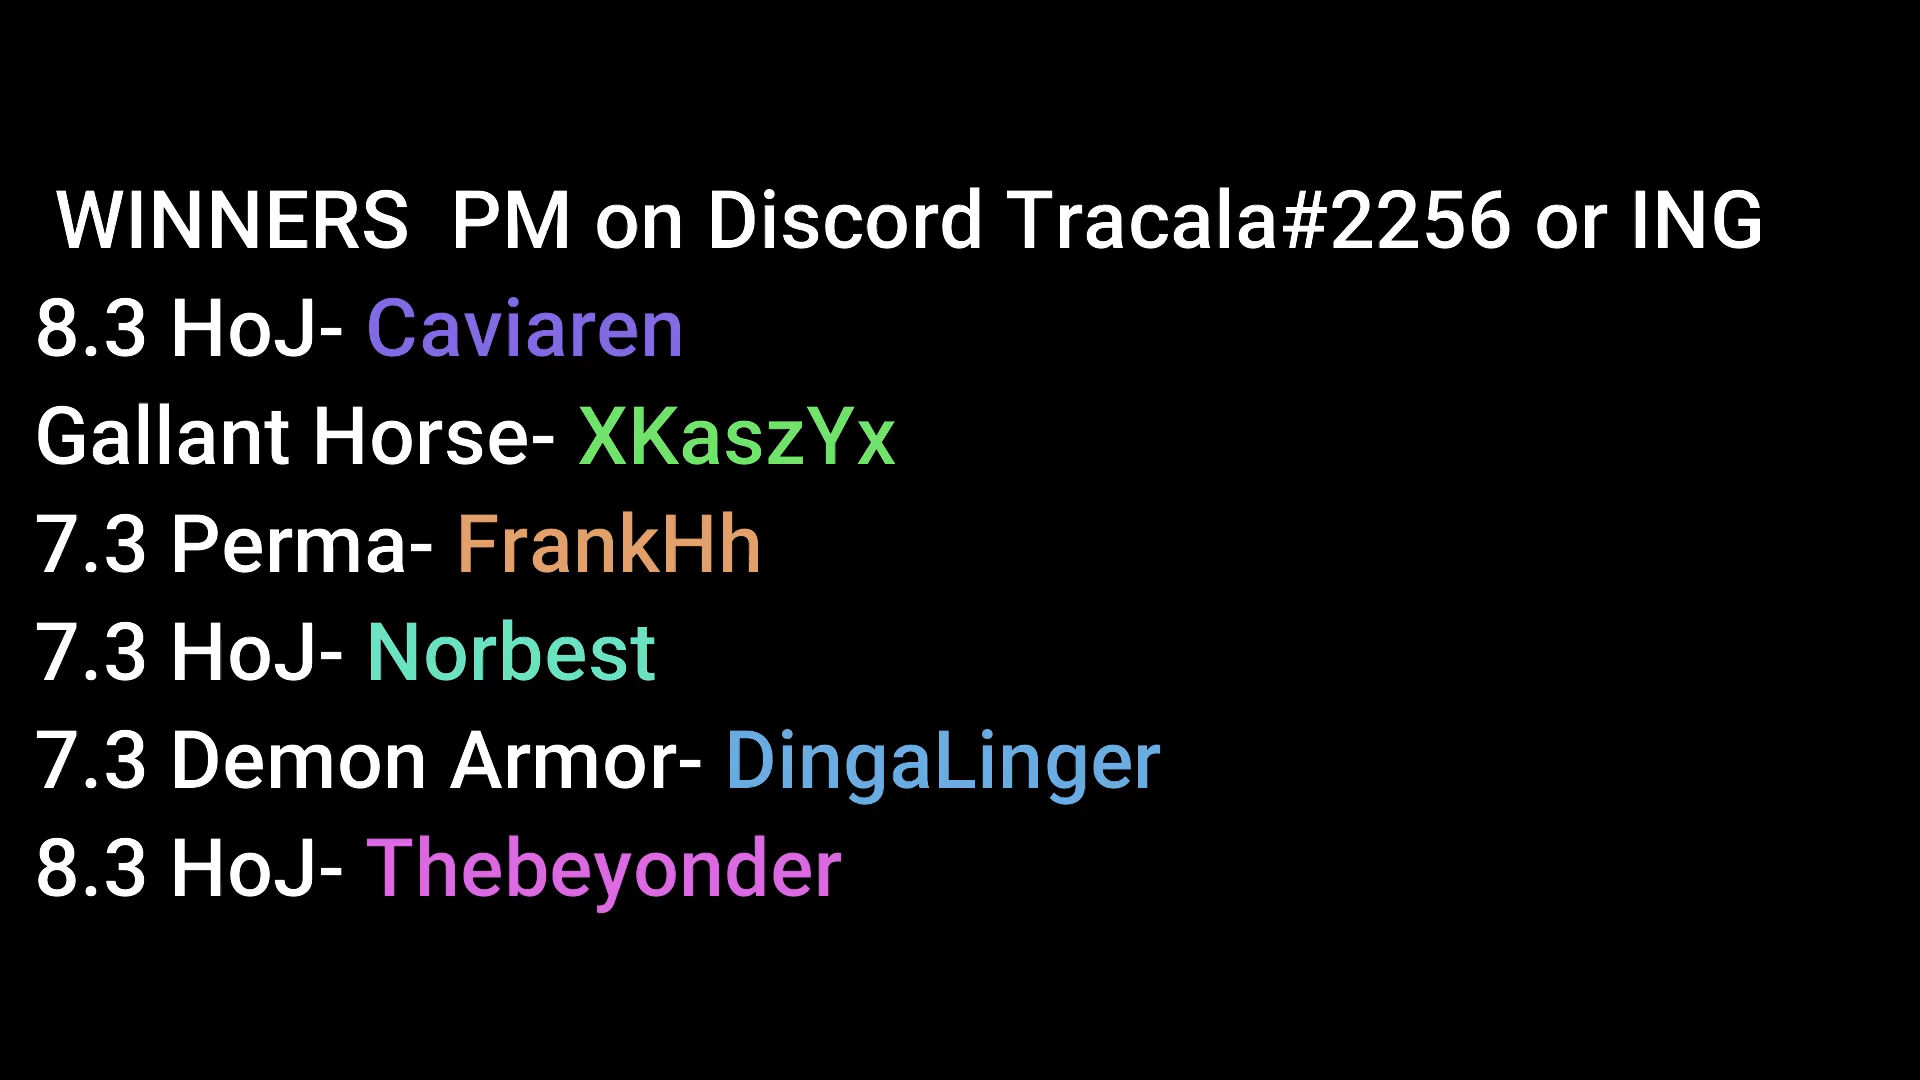 WINNERS  PM on Discord Tracala#2256 or ING
8.3 HoJ- Caviaren
Gallant Horse- XKaszYx
7.3 Perma- FrankHh
7.3 HoJ- Norbest
7.3 Demon Armor- DingaLinger
8.3 HoJ- Thebeyonder